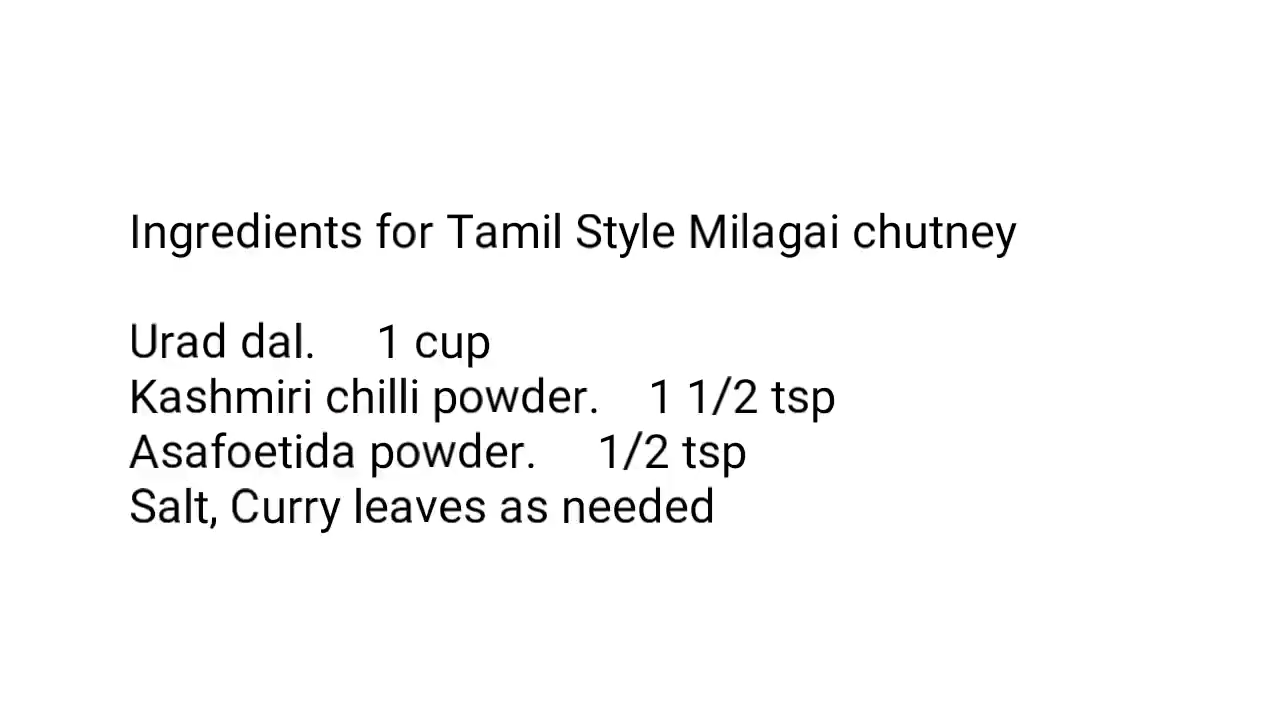 Ingredients for Tamil Style Milagai chutney
Urad dal. 1 cup
Kashmiri chilli powder. 1 1/2 tsp
Asafoetida powder. 1/2 tsp
Salt, Curry leaves as needed